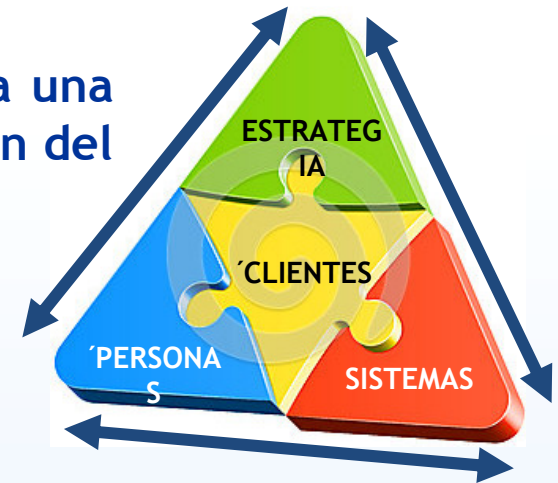 a una
n del
ESTRATEG
IA
´CLIENTES
´PERSONA
S
SISTEMAS